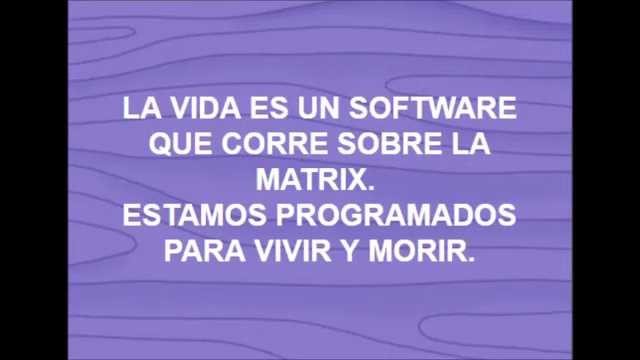 LA VIDA ES UN SOFTWARE
QUE CORRE SOBRE LA
MATRIX.
ESTAMOS PROGRAMADOS
PARA VIVIR Y MORIR.